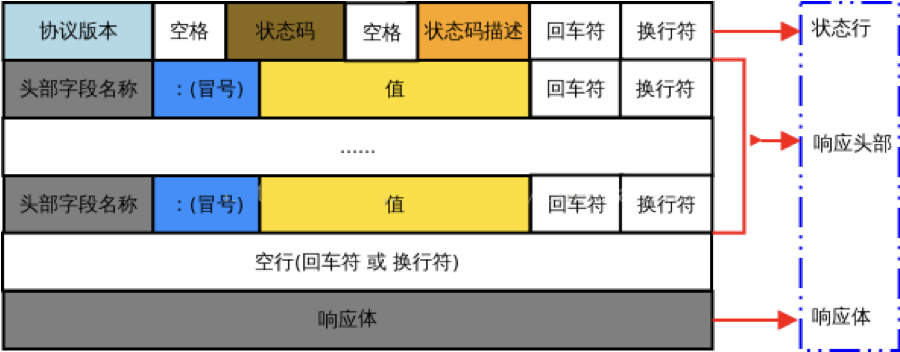 协议版本 空格 状态码 空格 状态码描述 回车符 换行符 状态行
头部字段名称 ：(冒号) 值 回车符 换行符
...... 响应头部
头部字段名称 ：(冒号) 值 回车符 换行符
空行(回车符 或 换行符)
响应体 响应体